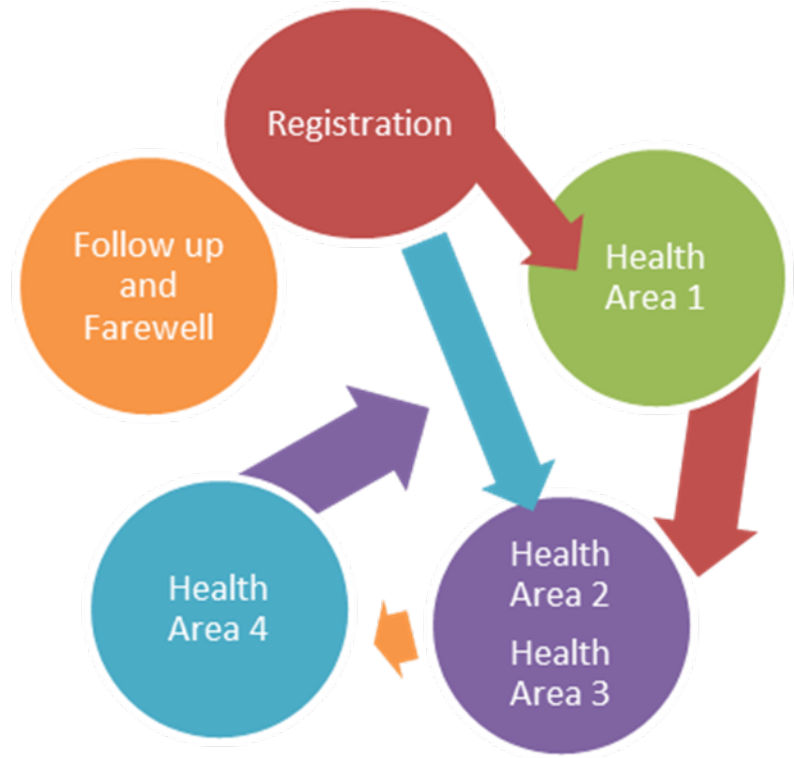 Registration
Health
Area 1
Health
Area 2
Health
Area 3
Health
Area 4
Follow up
and
Farewell